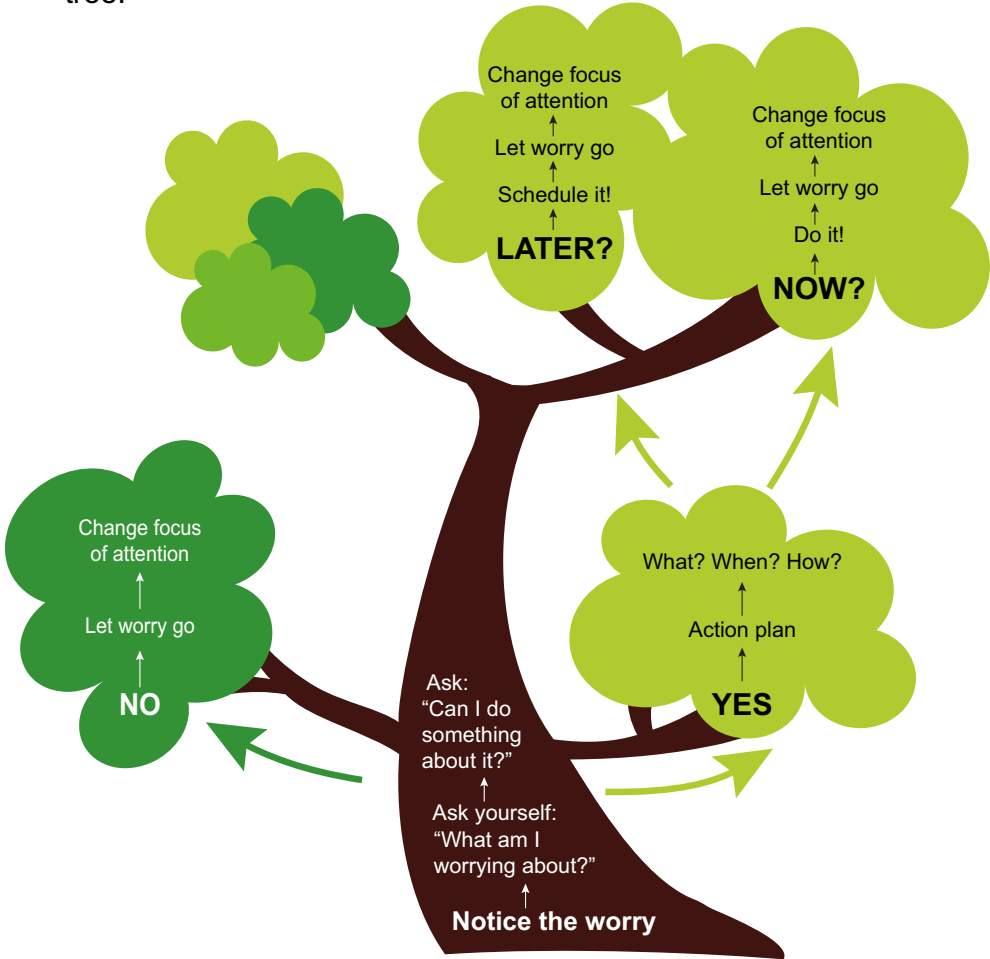 tree.
Change focus
of attention
Let worry go
Schedule it!
LATER?
Change focus
of attention
Let worry go
Do it!
NOW?
Change focus
of attention
Let worry go
NO
What? When? How?
Action plan
YES
Ask:
“Can I do
something
about it?”
Ask yourself:
“What am I
worrying about?”
Notice the worry